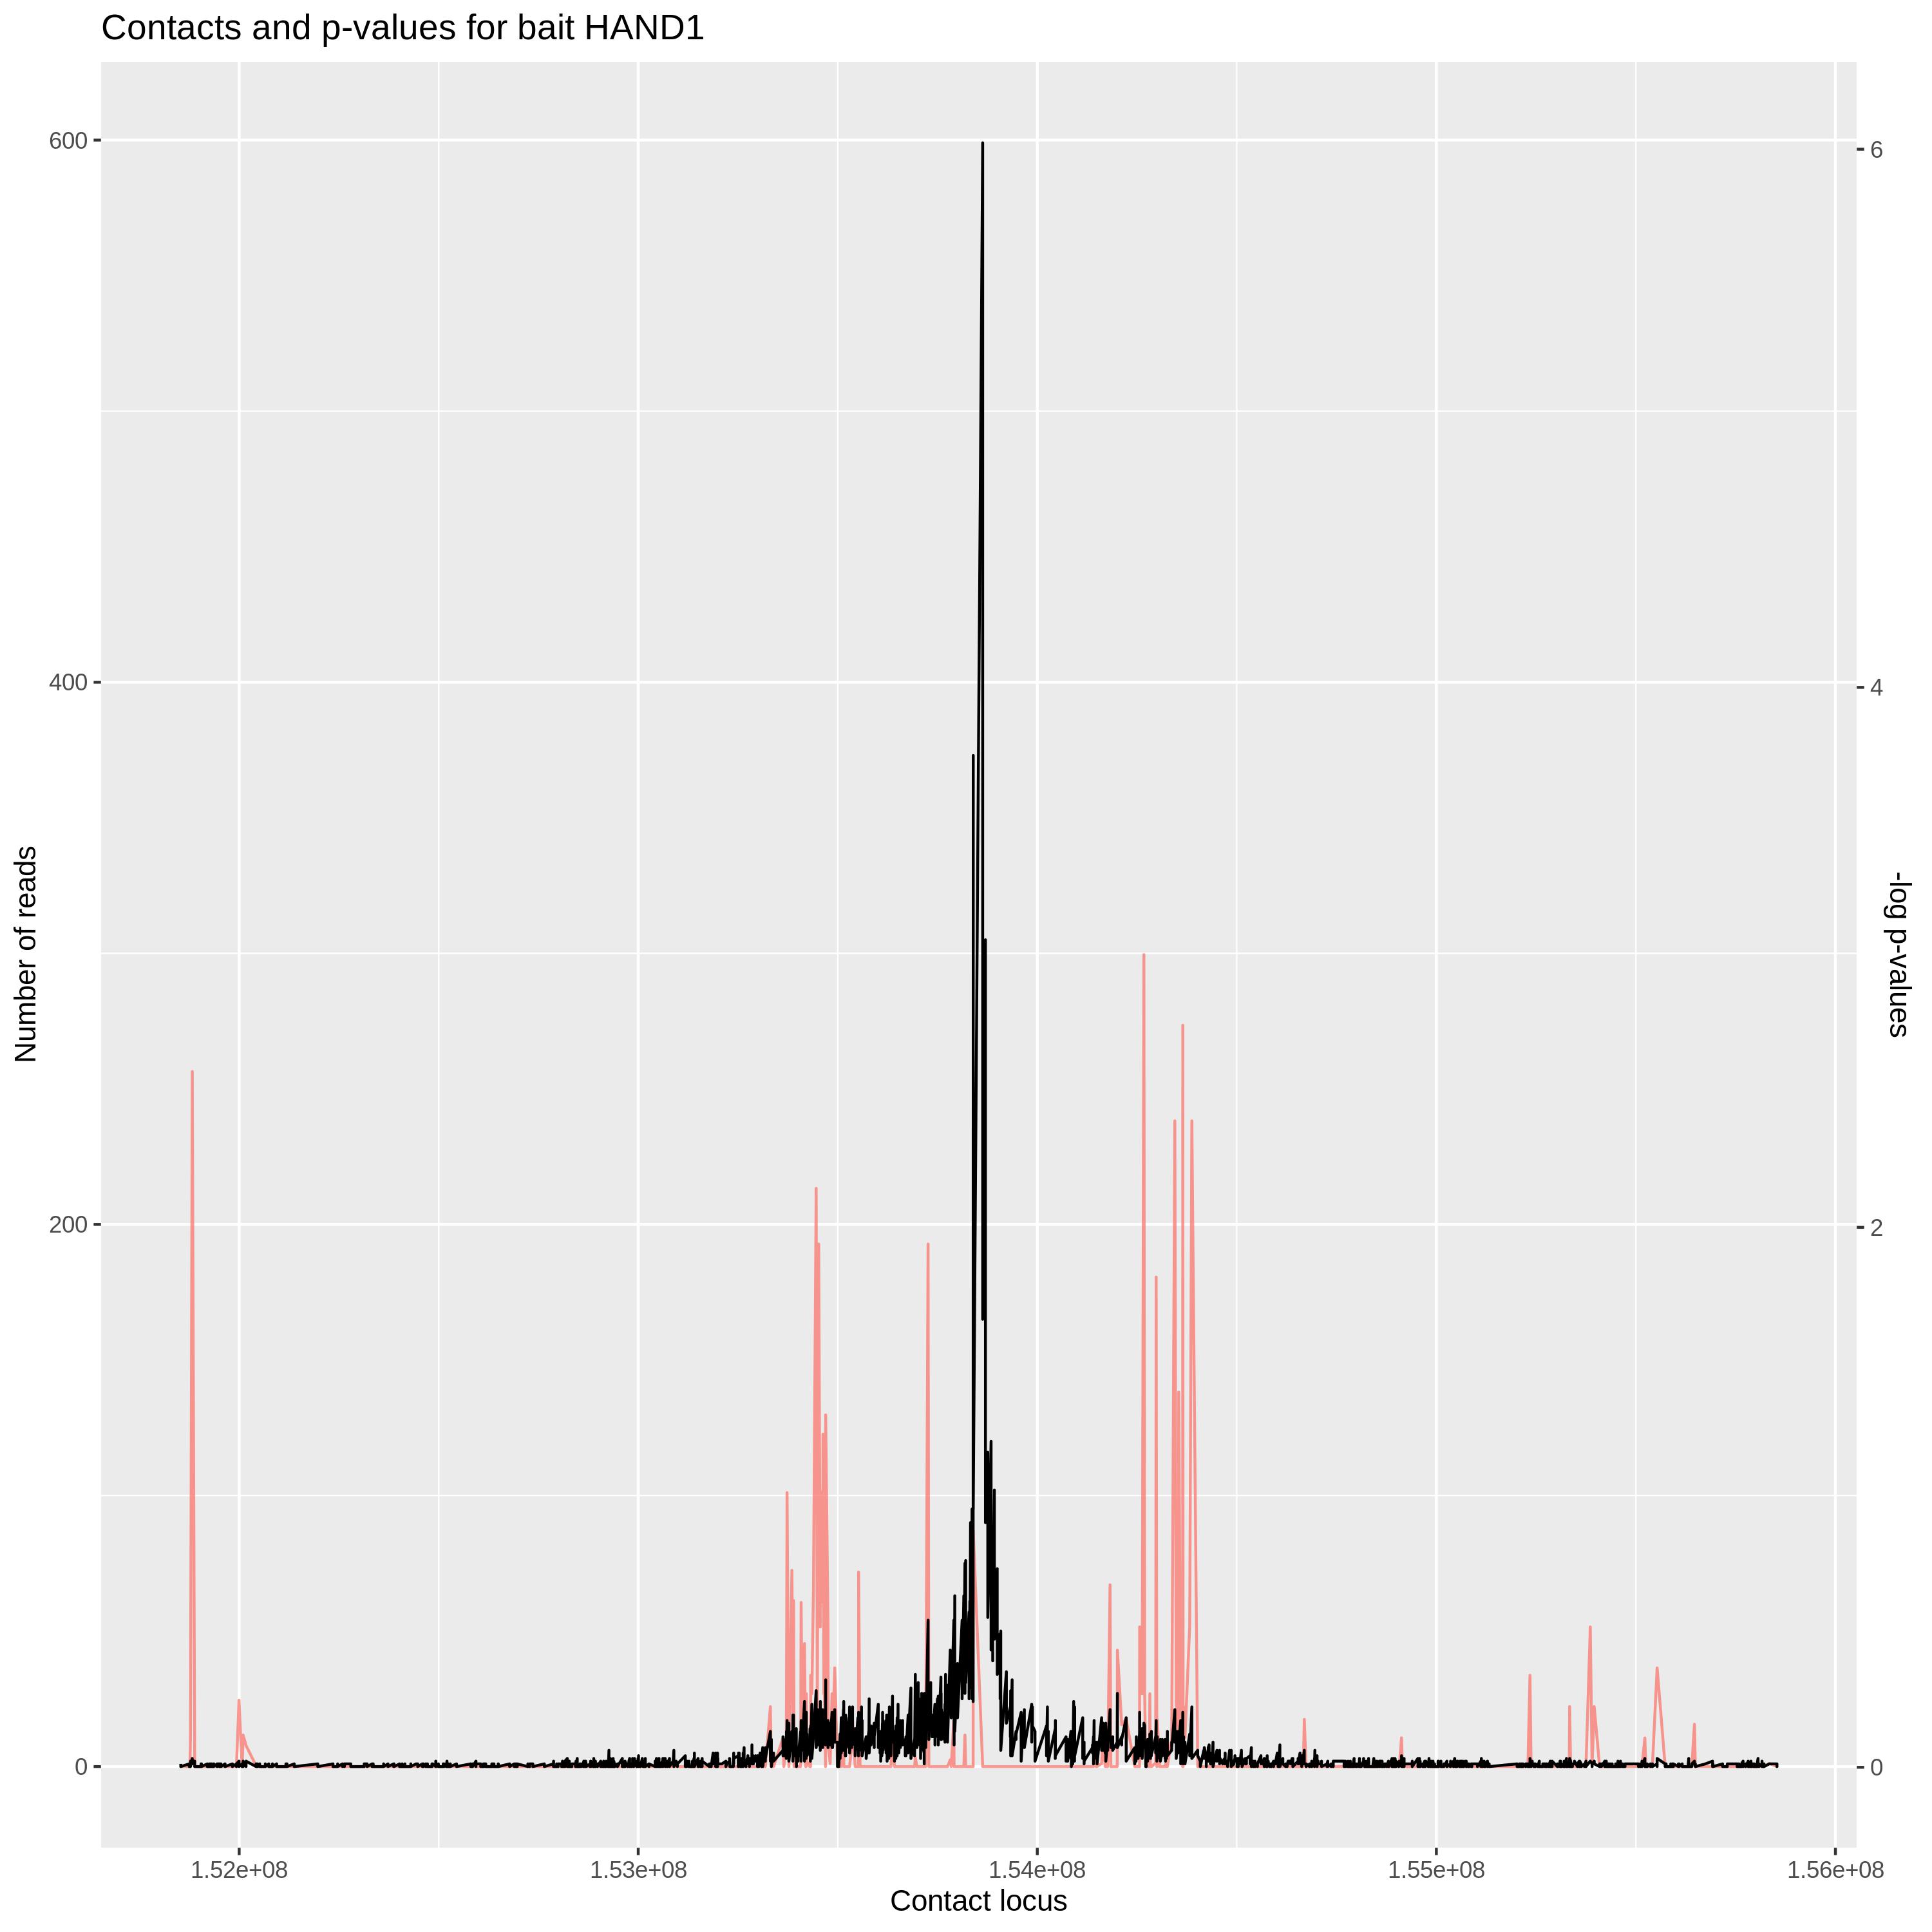 Contacts and p-values for bait HAND1
600
400
200
0
6
4
2
0
Number of reads
-log p-values
1.52e+08 1.53e+08 1.54e+08 1.55e+08 1.56e+08
Contact locus